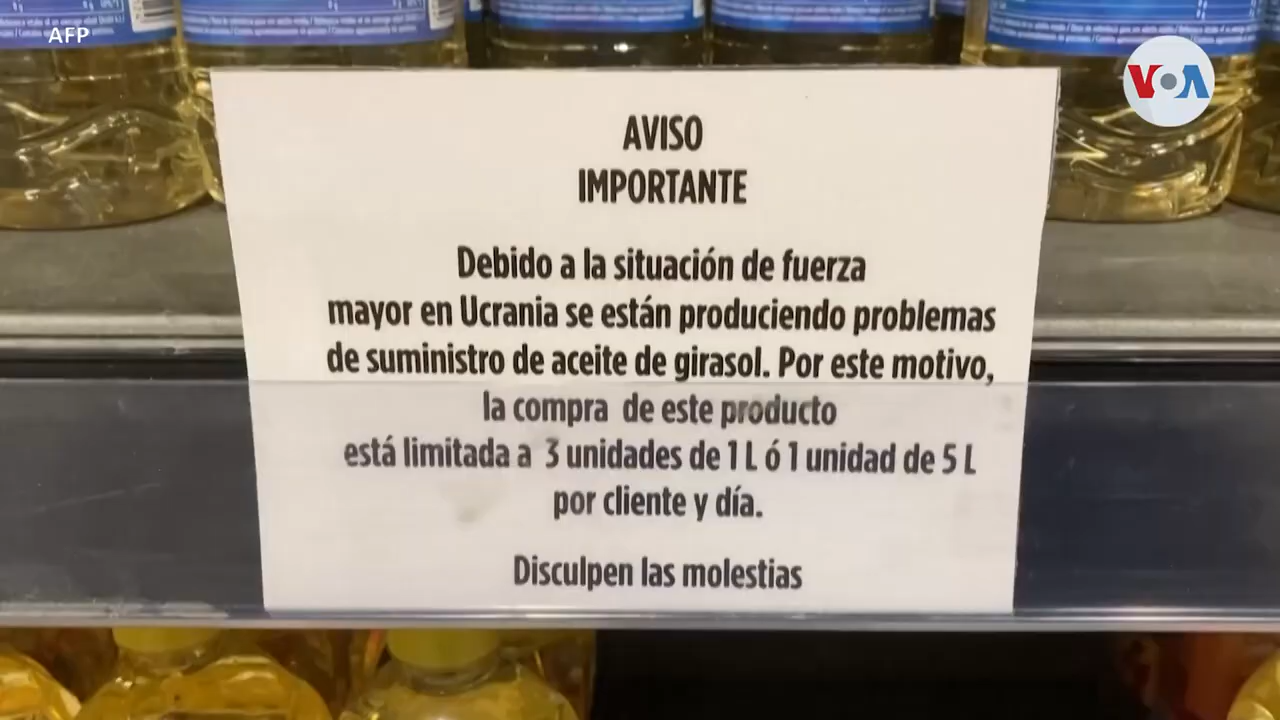 AFP
VOA
AVISO
IMPORTANTE
Debido a la situación de fuerza
mayor en Ucrania se están produciendo problemas
de suministro de aceite de girasol. Por este motivo,
la compra de este producto
está limitada a 3 unidades de 1 L ó 1 unidad de 5 L
por cliente y día.
Disculpen las molestias